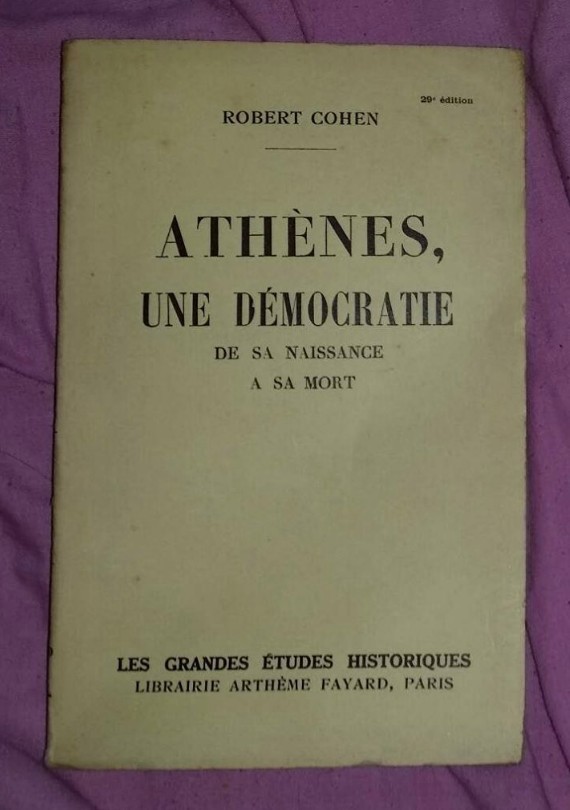 29e édition
ROBERT COHEN
ATHÈNES,
UNE DÉMOCRATIE
DE SA NAISSANCE
A SA MORT
LES GRANDES ÉTUDES HISTORIQUES
LIBRAIRIE ARTHÈME FAYARD, PARIS